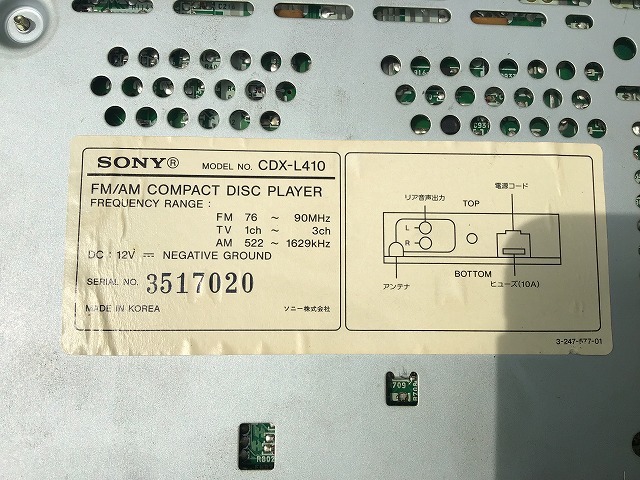 SONY® MODEL NO. CDX-L410
FM/AM COMPACT DISC PLAYER
FREQUENCY RANGE :
FM 76 ~ 90MHz
TV 1ch ~ 3ch
AM 522 ~ 1629kHz
DC : 12V ⎓ NEGATIVE GROUND
SERIAL NO. 3517020
MADE IN KOREA ソニー株式会社
電源コード
リア音声出力
TOP
L
R
BOTTOM
アンテナ
ヒューズ(10A)
3-247-577-01
709
R802